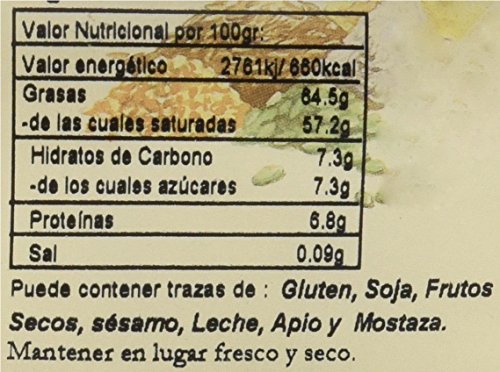 Valor Nutricional por 100gr:
Valor energético 2761kj/ 660kcal
Grasas 64.5g
-de las cuales saturadas 57.2g
Hidratos de Carbono 7.3g
-de los cuales azúcares 7.3g
Proteínas 6.8g
Sal 0.09g
Puede contener trazas de : Gluten, Soja, Frutos
Secos, sésamo, Leche, Apio y Mostaza.
Mantener en lugar fresco y seco.